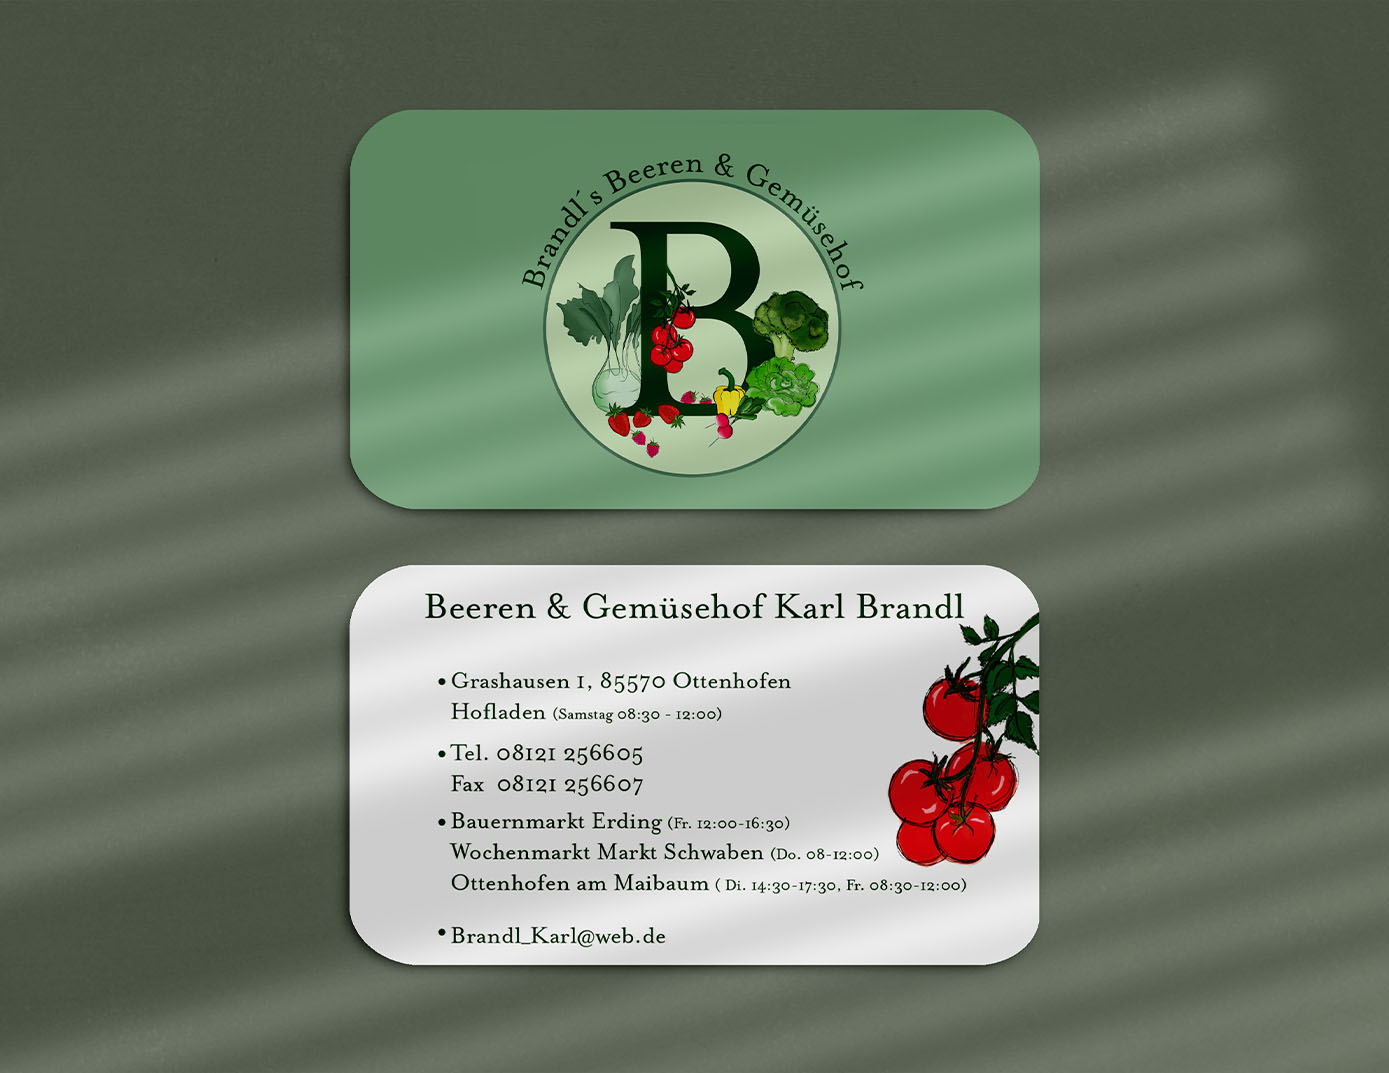 Brandl´s Beeren & Gemüsehof
B
Beeren & Gemüsehof Karl Brandl
• Grashausen 1, 85570 Ottenhofen
Hofladen (Samstag 08:30 - 12:00)
• Tel. 08121 256605
Fax 08121 256607
• Bauernmarkt Erding (Fr. 12:00-16:30)
Wochenmarkt Markt Schwaben (Do. 08-12:00)
Ottenhofen am Maibaum ( Di. 14:30-17:30, Fr. 08:30-12:00)
• Brandl_Karl@web.de